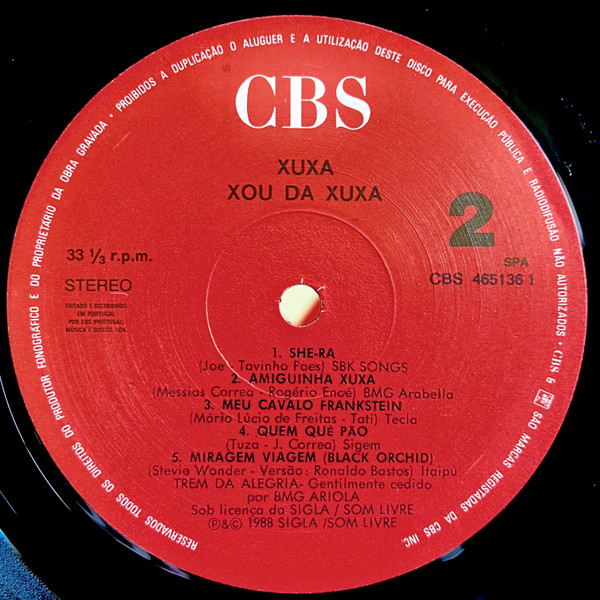 RESERVADOS TODOS OS DIREITOS DO PRODUTOR FONOGRÁFICO E DO PROPRIETÁRIO DA OBRA GRAVADA • PROIBIDOS A DUPLICAÇÃO O ALUGUER E A UTILIZAÇÃO DESTE DISCO PARA EXECUÇÃO PÚBLICA E RADIODIFUSÃO NÃO AUTORIZADOS • CBS & SÃO MARCAS REGISTADAS DA CBS INC.
CBS
XUXA
XOU DA XUXA
2
33 1/3 r.p.m.
STEREO
SPA
CBS 465136 1
EDITADO E DISTRIBUIDO
EM PORTUGAL
POR CBS (PORTUGAL)
MÚSICA E DISCOS, LDA.
1. SHE-RA
(Joe - Tavinho Paes) SBK SONGS
2. AMIGUINHA XUXA
(Messias Correa - Rogério Encé) BMG Arabella
3. MEU CAVALO FRANKSTEIN
(Mário Lúcio de Freitas - Tati) Tecla
4. QUEM QUÉ PÃO
(Tuza - J. Correa) Sigem
5. MIRAGEM VIAGEM (BLACK ORCHID)
(Stevie Wonder - Versão: Ronaldo Bastos) Itaipú
TREM DA ALEGRIA - Gentilmente cedido
por BMG ARIOLA
Sob licença da SIGLA / SOM LIVRE
℗&© 1988 SIGLA/SOM LIVRE